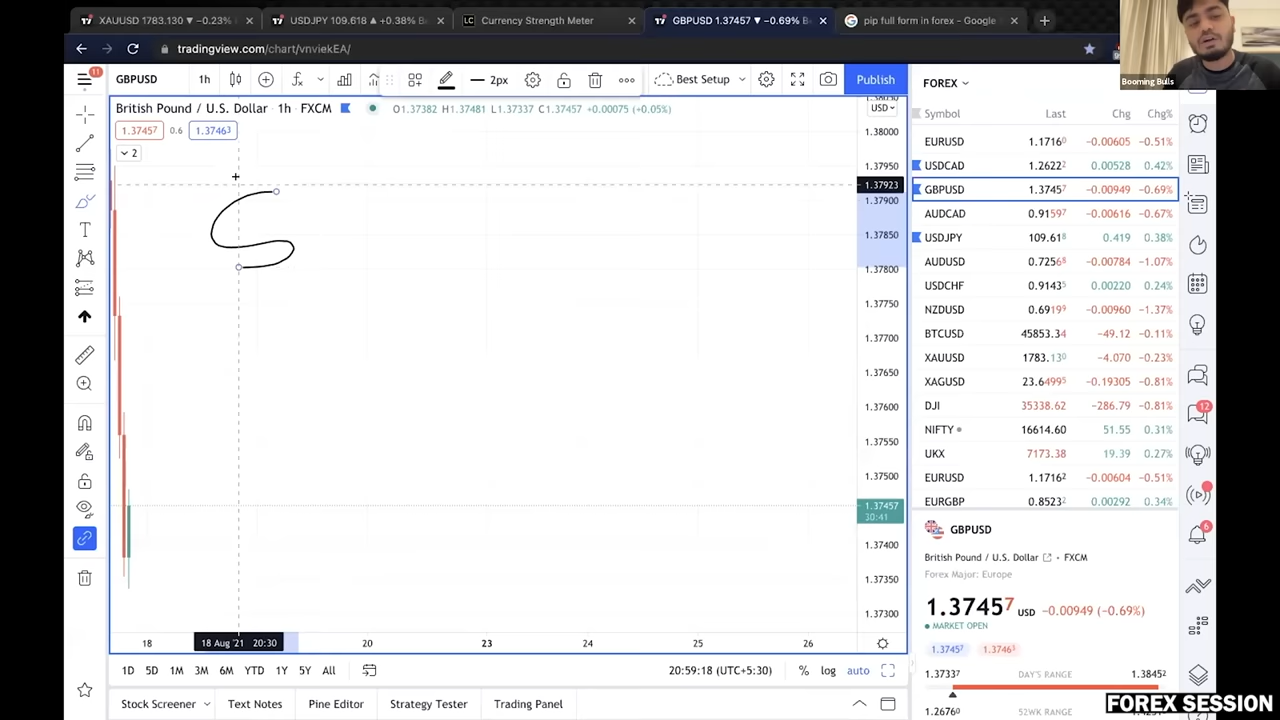 XAUUSD 1783.130 ▼ −0.23%
USDJPY 109.618 ▲ +0.38%
LC Currency Strength Meter
GBPUSD 1.37457 ▼ −0.69%
pip full form in forex - Google
tradingview.com/chart/vnviekEA/
Booming Bulls
11
GBPUSD 1h 2px Best Setup Publish
FOREX
British Pound / U.S. Dollar · 1h · FXCM O1.37382 H1.37481 L1.37337 C1.37457 +0.00075 (+0.05%)
USD
1.37457 0.6 1.37463
2
1.38000
1.37950
1.37923
1.37900
1.37850
1.37800
1.37750
1.37700
1.37650
1.37600
1.37550
1.37500
1.37457
30:41
1.37400
1.37350
1.37300
18 18 Aug '21 20:30 20 23 24 25 26
1D 5D 1M 3M 6M YTD 1Y 5Y All 20:59:18 (UTC+5:30) % log auto
Stock Screener Text Notes Pine Editor Strategy Tester Trading Panel
Symbol Last Chg Chg%
EURUSD 1.17160 −0.00605 −0.51%
USDCAD 1.26222 0.00528 0.42%
GBPUSD 1.37457 −0.00949 −0.69%
AUDCAD 0.91597 −0.00616 −0.67%
USDJPY 109.618 0.419 0.38%
AUDUSD 0.72568 −0.00784 −1.07%
USDCHF 0.91435 0.00220 0.24%
NZDUSD 0.69199 −0.00960 −1.37%
BTCUSD 45853.34 −49.12 −0.11%
XAUUSD 1783.130 −4.070 −0.23%
XAGUSD 23.64995 −0.19305 −0.81%
DJI 35338.62 −286.79 −0.81%
NIFTY 16614.60 51.55 0.31%
UKX 7173.38 19.39 0.27%
EURUSD 1.17162 −0.00604 −0.51%
EURGBP 0.85232 0.00292 0.34%
12
6
GBPUSD
British Pound / U.S. Dollar · FXCM
Forex Major: Europe
1.37457 USD −0.00949 (−0.69%)
MARKET OPEN
1.37457 1.37463
1.37337 DAY'S RANGE 1.38452
1.26760 52WK RANGE
FOREX SESSION